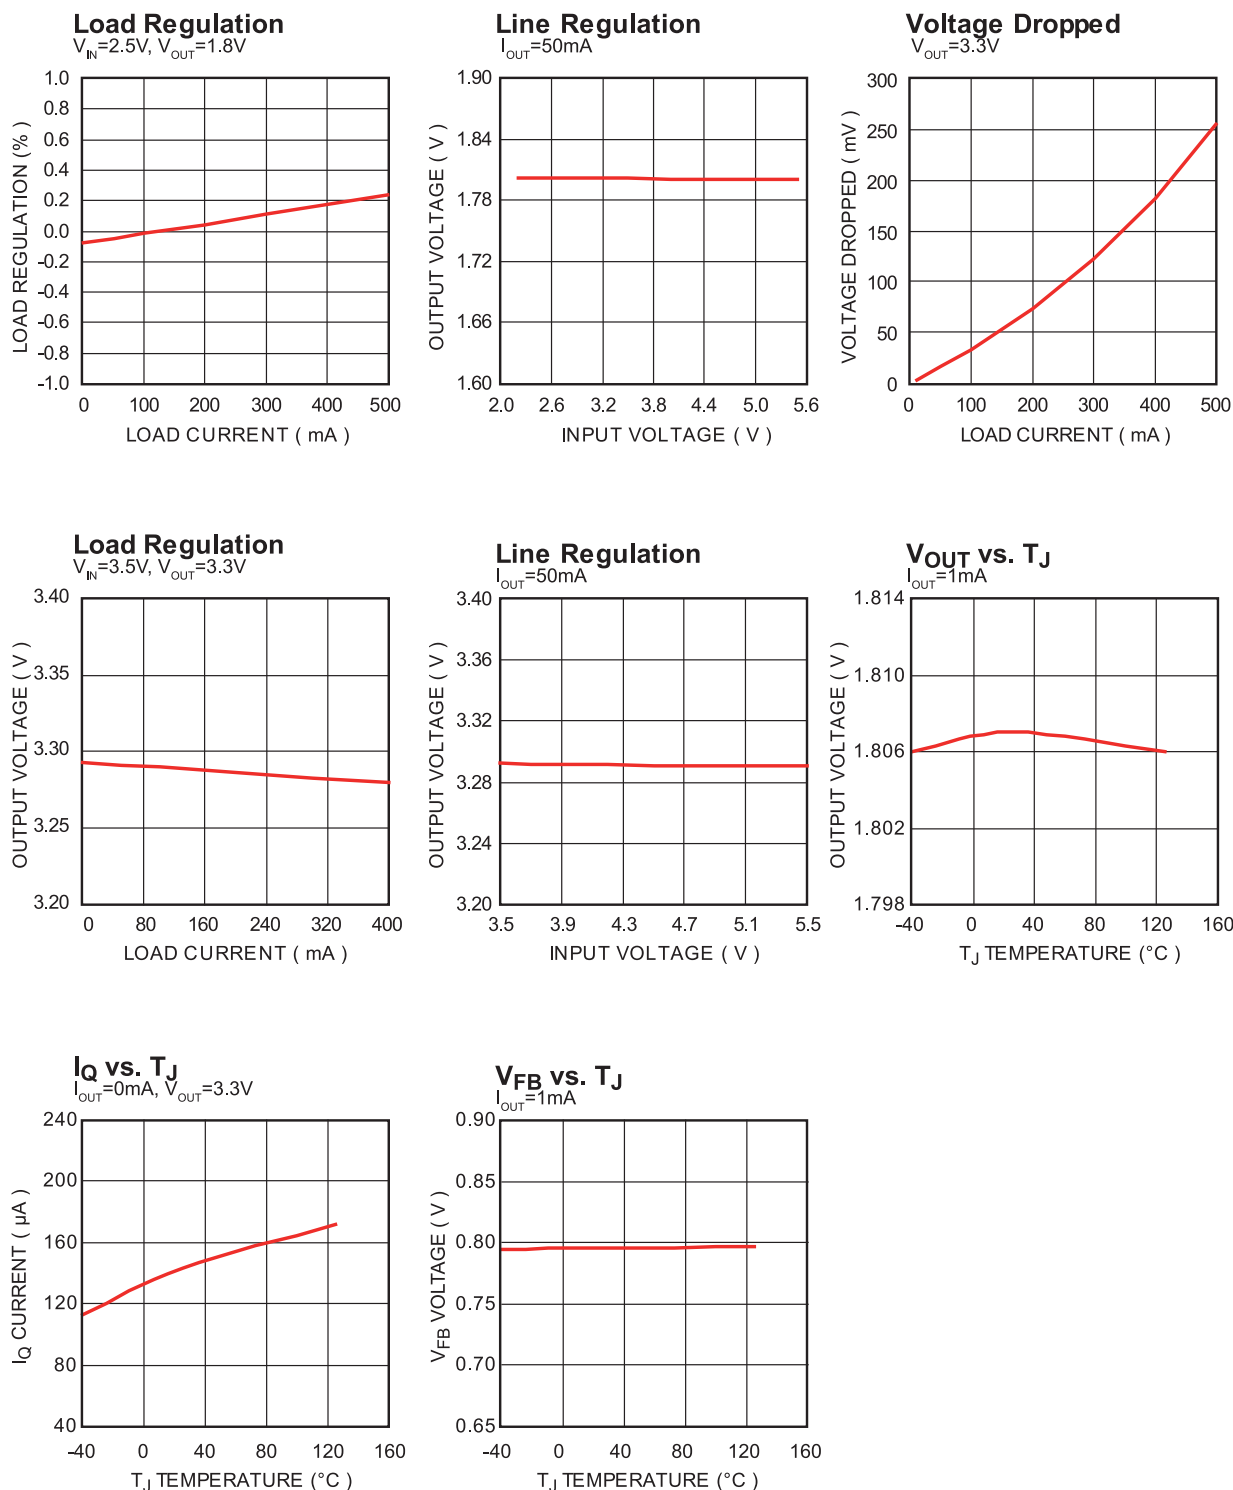 Load Regulation
VIN=2.5V, VOUT=1.8V
LOAD REGULATION (% )
1.0
0.8
0.6
0.4
0.2
0.0
-0.2
-0.4
-0.6
-0.8
-1.0
0 100 200 300 400 500
LOAD CURRENT ( mA )
Line Regulation
IOUT=50mA
OUTPUT VOLTAGE ( V )
1.90
1.84
1.78
1.72
1.66
1.60
2.0 2.6 3.2 3.8 4.4 5.0 5.6
INPUT VOLTAGE ( V )
Voltage Dropped
VOUT=3.3V
VOLTAGE DROPPED ( mV )
300
250
200
150
100
50
0
0 100 200 300 400 500
LOAD CURRENT ( mA )
Load Regulation
VIN=3.5V, VOUT=3.3V
OUTPUT VOLTAGE ( V )
3.40
3.35
3.30
3.25
3.20
0 80 160 240 320 400
LOAD CURRENT ( mA )
Line Regulation
IOUT=50mA
OUTPUT VOLTAGE ( V )
3.40
3.36
3.32
3.28
3.24
3.20
3.5 3.9 4.3 4.7 5.1 5.5
INPUT VOLTAGE ( V )
VOUT vs. TJ
IOUT=1mA
OUTPUT VOLTAGE ( V )
1.814
1.810
1.806
1.802
1.798
-40 0 40 80 120 160
TJ TEMPERATURE (°C )
IQ vs. TJ
IOUT=0mA, VOUT=3.3V
IQ CURRENT ( µA )
240
200
160
120
80
40
-40 0 40 80 120 160
TJ TEMPERATURE (°C )
VFB vs. TJ
IOUT=1mA
VFB VOLTAGE ( V )
0.90
0.85
0.80
0.75
0.70
0.65
-40 0 40 80 120 160
TJ TEMPERATURE (°C )